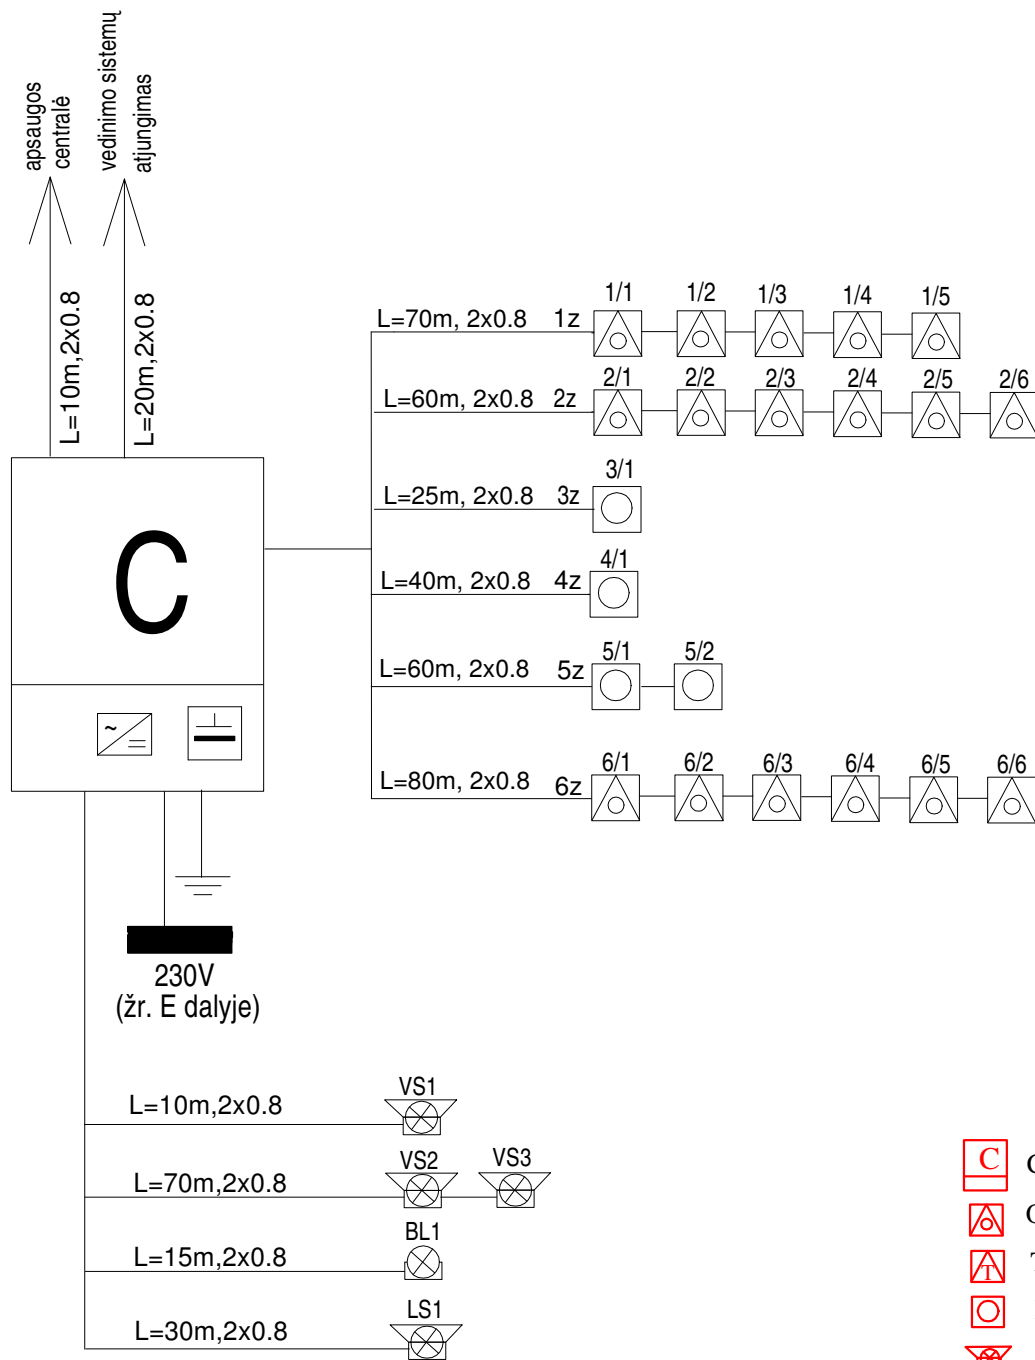 apsaugos
centralė
vedinimo sistemų
atjungimas
L=10m,2x0.8
L=20m,2x0.8
C
~
=
230V
(žr. E dalyje)
1/1 1/2 1/3 1/4 1/5
L=70m, 2x0.8 1z
2/1 2/2 2/3 2/4 2/5 2/6
L=60m, 2x0.8 2z
3/1
L=25m, 2x0.8 3z
4/1
L=40m, 2x0.8 4z
5/1 5/2
L=60m, 2x0.8 5z
6/1 6/2 6/3 6/4 6/5 6/6
L=80m, 2x0.8 6z
VS1
L=10m,2x0.8
VS2 VS3
L=70m,2x0.8
BL1
L=15m,2x0.8
LS1
L=30m,2x0.8
C
T